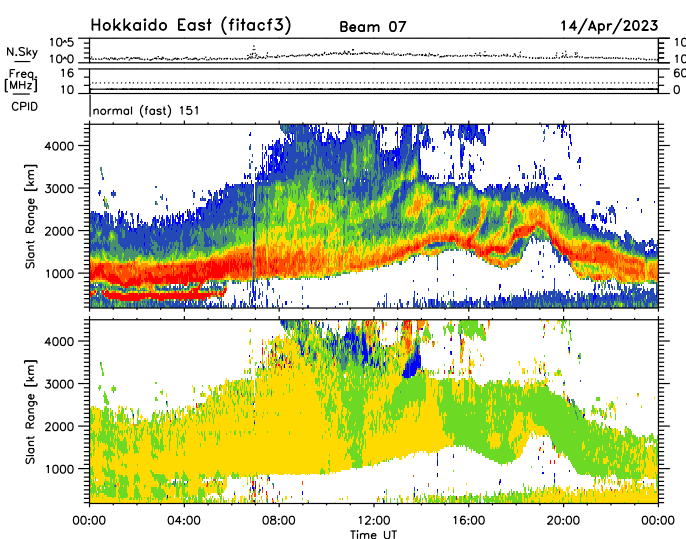 Hokkaido East (fitacf3) Beam 07 14/Apr/2023
N.Sky 10^5 10^0 10 10
Freq. [MHz] 16 10 60 0
CPID normal (fast) 151
Slant Range [km] 4000 3000 2000 1000
Slant Range [km] 4000 3000 2000 1000
00:00 04:00 08:00 12:00 16:00 20:00 00:00
Time UT